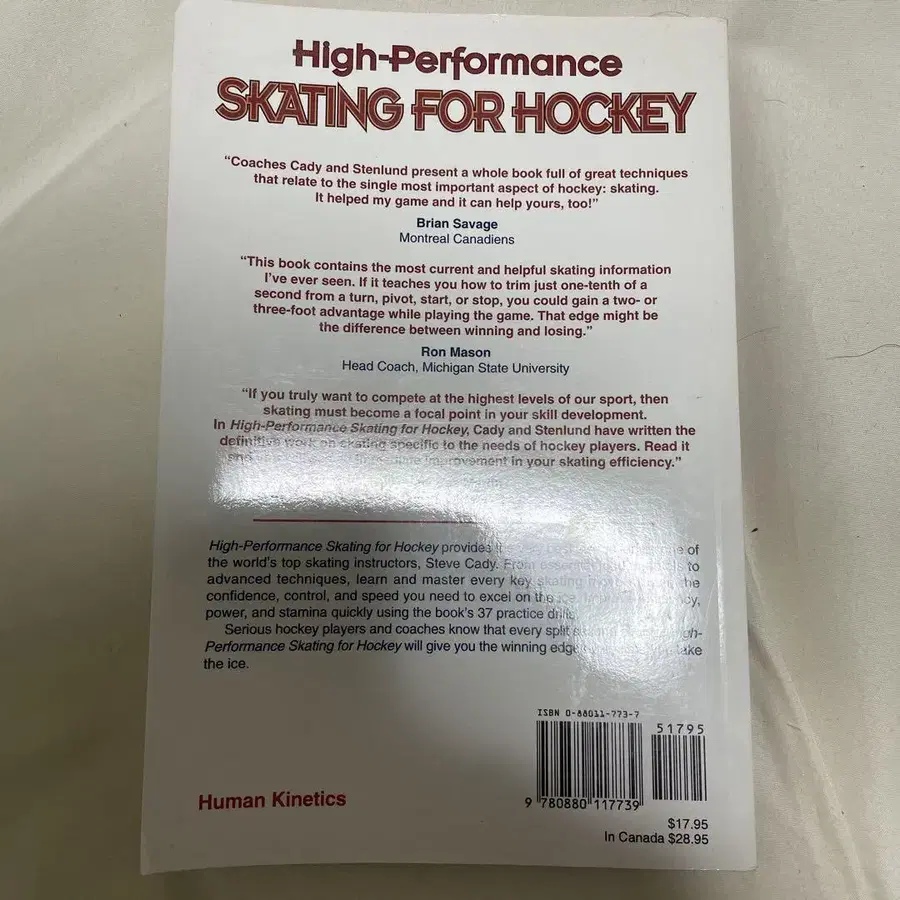 High-Performance
SKATING FOR HOCKEY
“Coaches Cady and Stenlund present a whole book full of great techniques
that relate to the single most important aspect of hockey: skating.
It helped my game and it can help yours, too!”
Brian Savage
Montreal Canadiens
“This book contains the most current and helpful skating information
I’ve ever seen. If it teaches you how to trim just one-tenth of a
second from a turn, pivot, start, or stop, you could gain a two- or
three-foot advantage while playing the game. That edge might be
the difference between winning and losing.”
Ron Mason
Head Coach, Michigan State University
“If you truly want to compete at the highest levels of our sport, then
skating must become a focal point in your skill development.
In High-Performance Skating for Hockey, Cady and Stenlund have written the
definitive work on skating specific to the needs of hockey players. Read it
improvement in your skating efficiency.”
High-Performance Skating for Hockey provides of
the world’s top skating instructors, Steve Cady. From to
advanced techniques, learn and master every key skating the
confidence, control, and speed you need to excel on the
power, and stamina quickly using the book’s 37 practice drills
Serious hockey players and coaches know that every split High-
Performance Skating for Hockey will give you the winning edge take
the ice.
ISBN 0-88011-773-7
51795
9 780880 117739
Human Kinetics
$17.95
In Canada $28.95